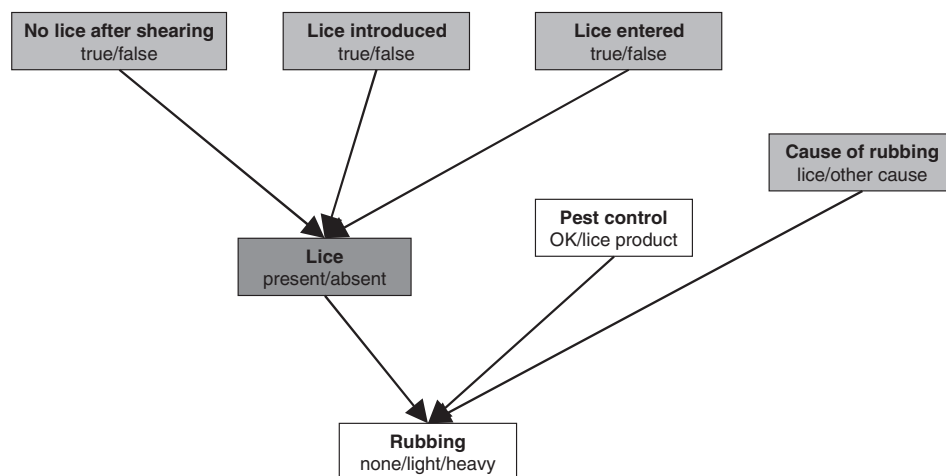 No lice after shearing
true/false
Lice introduced
true/false
Lice entered
true/false
Cause of rubbing
lice/other cause
Pest control
OK/lice product
Lice
present/absent
Rubbing
none/light/heavy